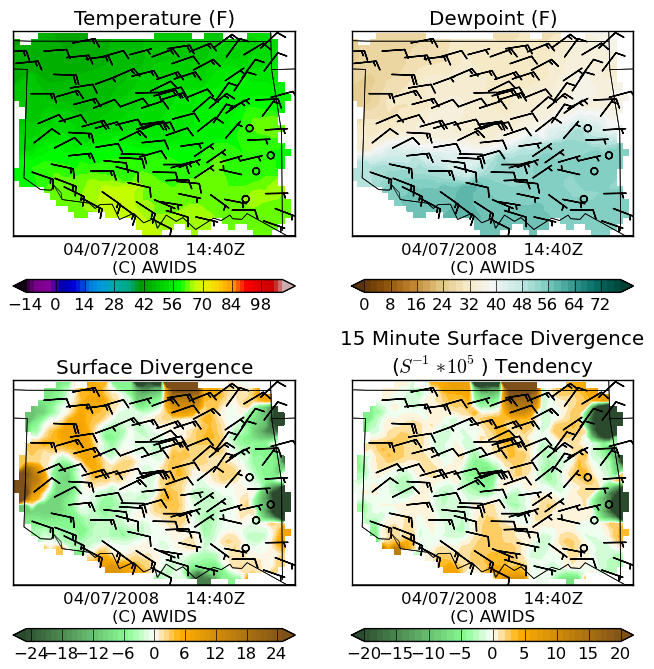 Temperature (F)
Dewpoint (F)
04/07/2008 14:40Z
(C) AWIDS
−14 0 14 28 42 56 70 84 98
04/07/2008 14:40Z
(C) AWIDS
0 8 16 24 32 40 48 56 64 72
Surface Divergence
15 Minute Surface Divergence
(S⁻¹ *10⁵ ) Tendency
04/07/2008 14:40Z
(C) AWIDS
−24 −18 −12 −6 0 6 12 18 24
04/07/2008 14:40Z
(C) AWIDS
−20 −15 −10 −5 0 5 10 15 20